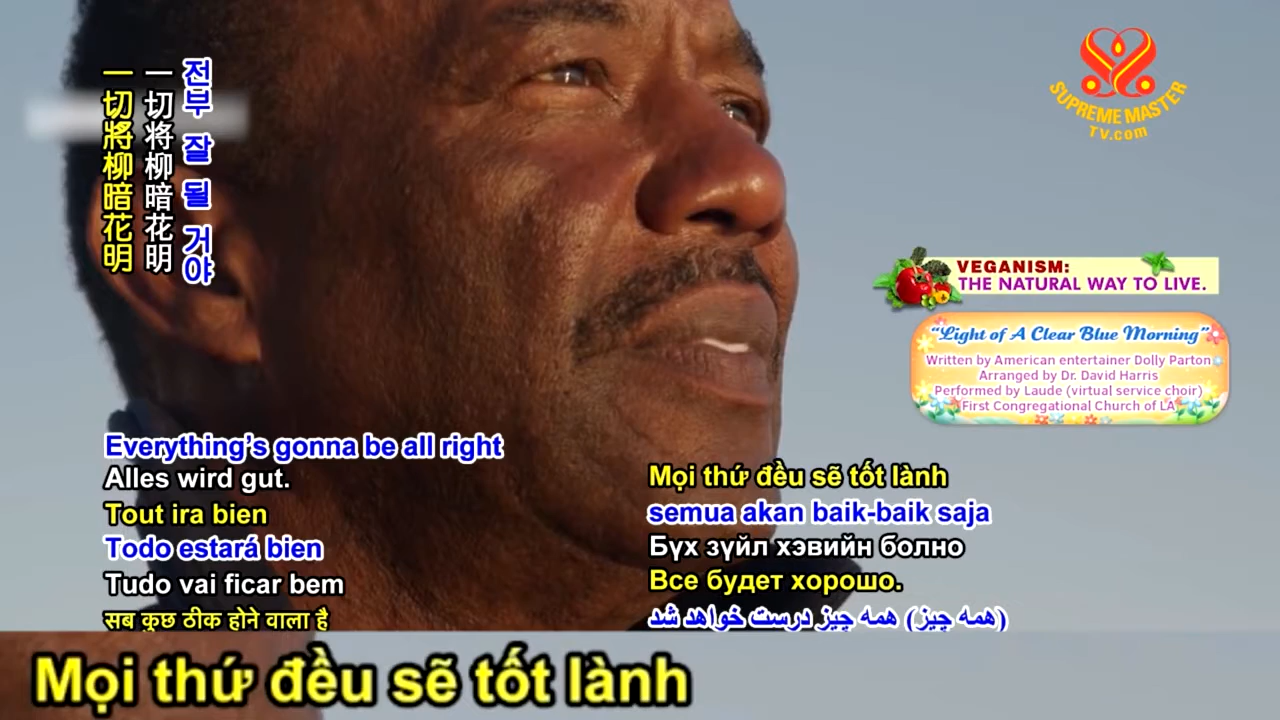 전부 잘 될 거야
一切将柳暗花明
一切將柳暗花明
SUPREME MASTER
TV.com
VEGANISM:
THE NATURAL WAY TO LIVE.
“Light of A Clear Blue Morning”
Written by American entertainer Dolly Parton
Arranged by Dr. David Harris
Performed by Laude (virtual service choir)
First Congregational Church of LA
Everything’s gonna be all right
Alles wird gut.
Tout ira bien
Todo estará bien
Tudo vai ficar bem
सब कुछ ठीक होने वाला है
Mọi thứ đều sẽ tốt lành
semua akan baik-baik saja
Бүх зүйл хэвийн болно
Все будет хорошо.
(همه چیز) همه چیز درست خواهد شد
Mọi thứ đều sẽ tốt lành